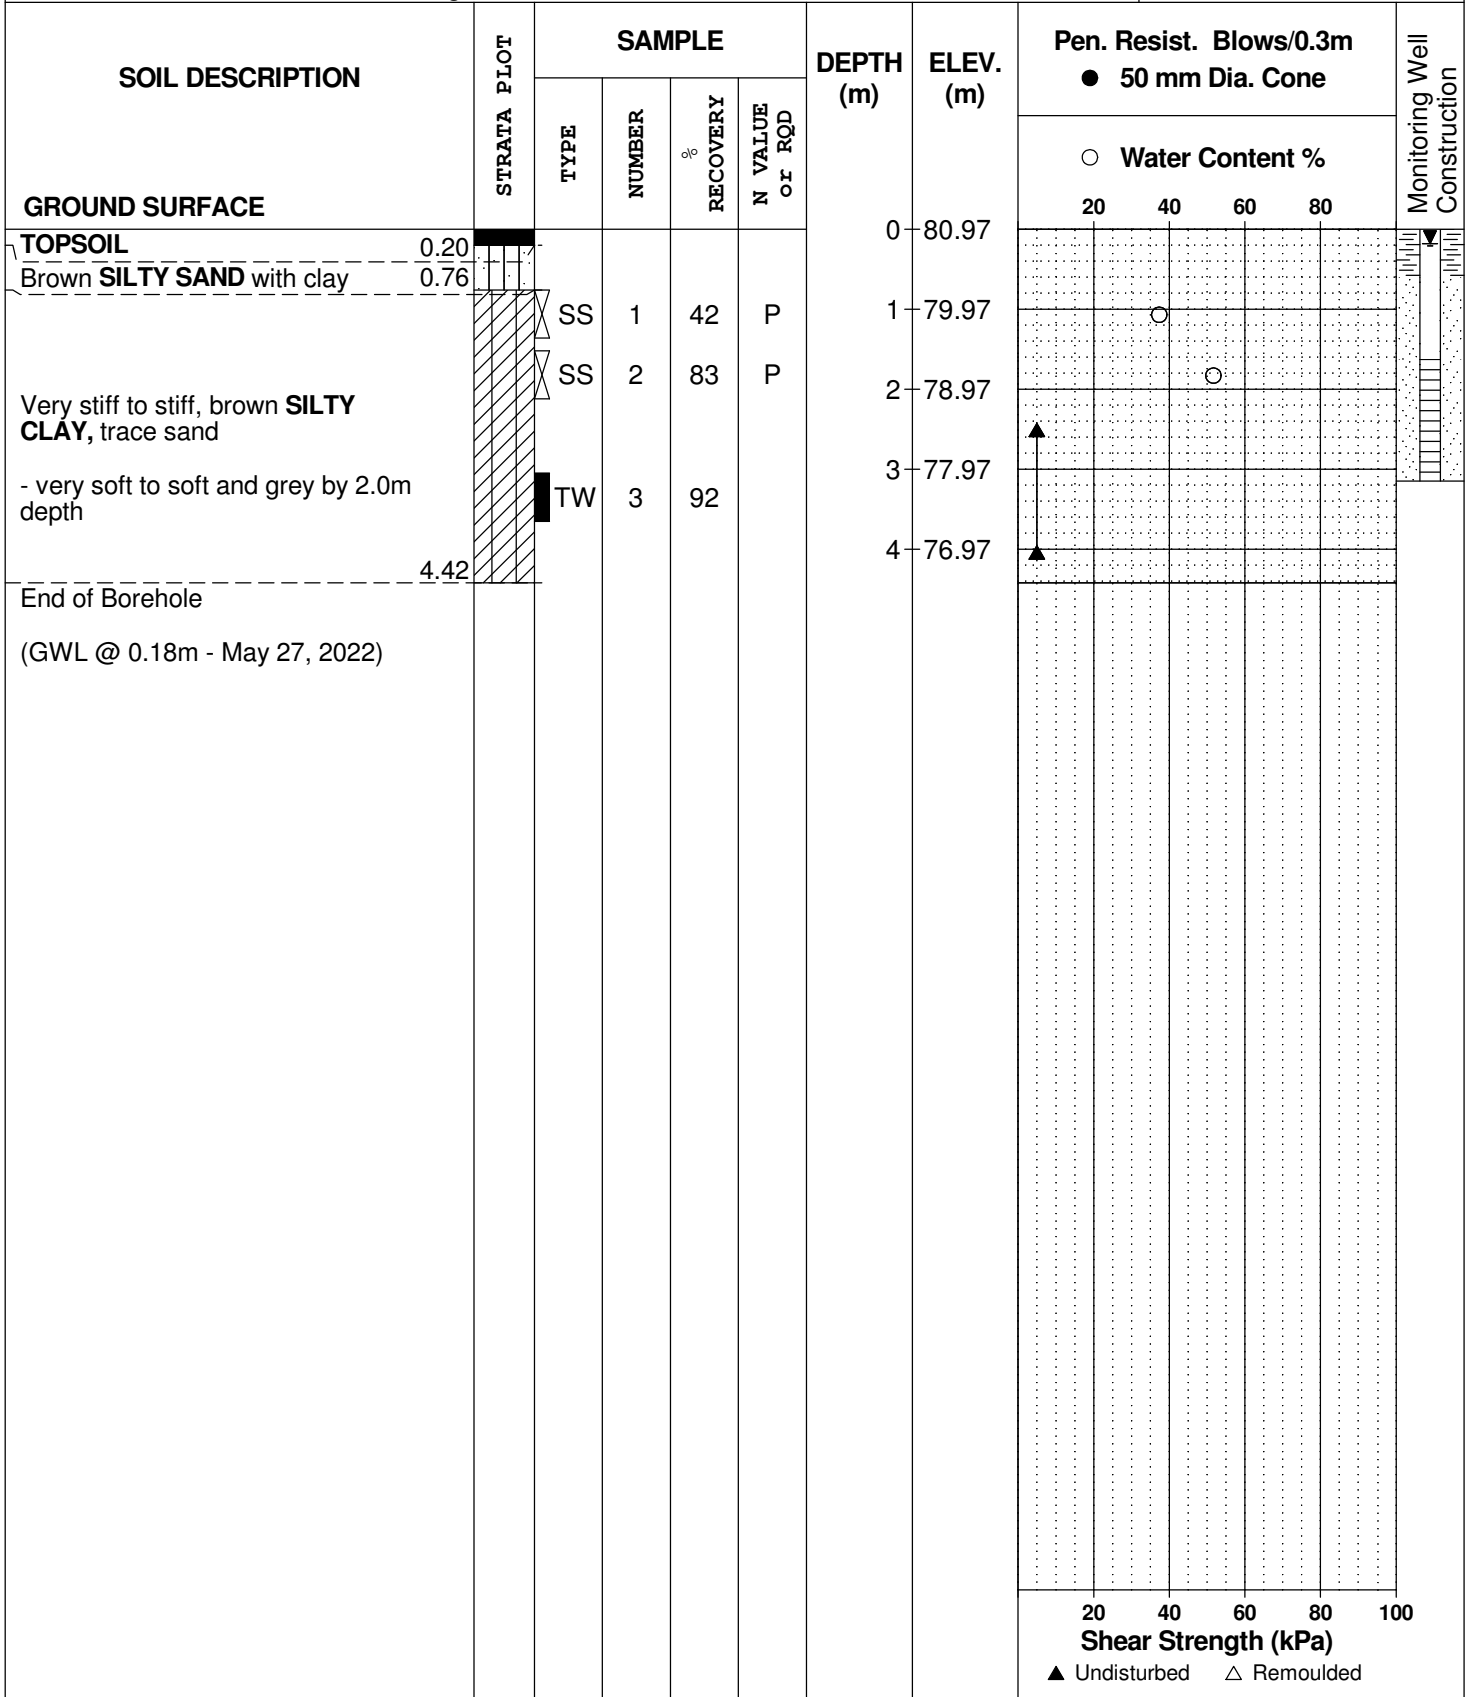 SOIL DESCRIPTION
GROUND SURFACE
STRATA PLOT
SAMPLE
TYPE
NUMBER
%
RECOVERY
N VALUE
or RQD
DEPTH
(m)
ELEV.
(m)
Pen. Resist. Blows/0.3m
● 50 mm Dia. Cone
○ Water Content %
20 40 60 80
Monitoring Well
Construction
0 80.97
TOPSOIL 0.20
Brown SILTY SAND with clay 0.76
SS 1 42 P
1 79.97
SS 2 83 P
2 78.97
Very stiff to stiff, brown SILTY
CLAY, trace sand
3 77.97
- very soft to soft and grey by 2.0m
depth
TW 3 92
4 76.97
4.42
End of Borehole
(GWL @ 0.18m - May 27, 2022)
20 40 60 80 100
Shear Strength (kPa)
▲ Undisturbed △ Remoulded